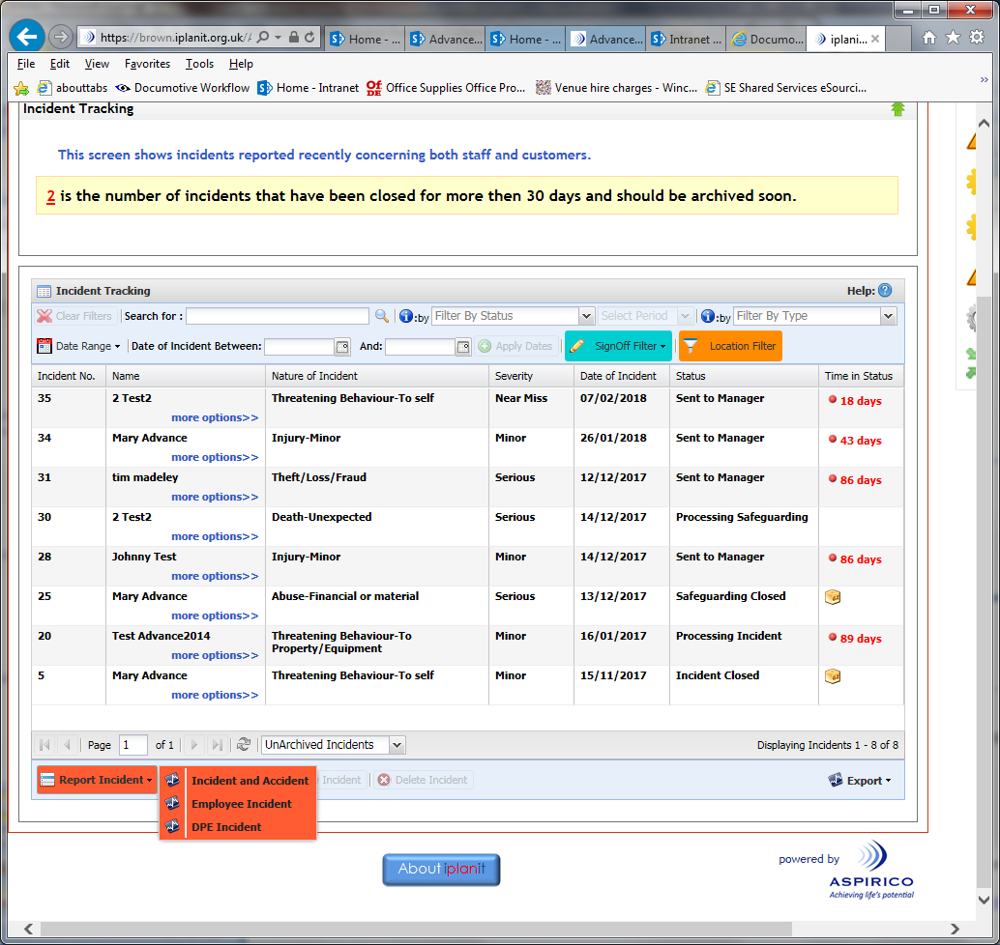 https://brown.iplanit.org.uk/
Home - ...
Advance...
Home - ...
Advance...
Intranet ...
Documo...
iplani...
File Edit View Favorites Tools Help
abouttabs Documotive Workflow Home - Intranet Office Supplies Office Pro... Venue hire charges - Winc... SE Shared Services eSourci...
Incident Tracking
This screen shows incidents reported recently concerning both staff and customers.
2 is the number of incidents that have been closed for more then 30 days and should be archived soon.
Incident Tracking Help:
Clear Filters Search for : :by Filter By Status Select Period :by Filter By Type
Date Range Date of Incident Between: And: Apply Dates SignOff Filter Location Filter
Incident No. Name Nature of Incident Severity Date of Incident Status Time in Status
35 2 Test2 Threatening Behaviour-To self Near Miss 07/02/2018 Sent to Manager 18 days
more options>>
34 Mary Advance Injury-Minor Minor 26/01/2018 Sent to Manager 43 days
more options>>
31 tim madeley Theft/Loss/Fraud Serious 12/12/2017 Sent to Manager 86 days
more options>>
30 2 Test2 Death-Unexpected Serious 14/12/2017 Processing Safeguarding
more options>>
28 Johnny Test Injury-Minor Minor 14/12/2017 Sent to Manager 86 days
more options>>
25 Mary Advance Abuse-Financial or material Serious 13/12/2017 Safeguarding Closed
more options>>
20 Test Advance2014 Threatening Behaviour-To Minor 16/01/2017 Processing Incident 89 days
Property/Equipment
more options>>
5 Mary Advance Threatening Behaviour-To self Minor 15/11/2017 Incident Closed
more options>>
Page 1 of 1 UnArchived Incidents Displaying Incidents 1 - 8 of 8
Report Incident Incident and Accident Incident Delete Incident Export
Employee Incident
DPE Incident
About iplanit
powered by
ASPIRICO
Achieving life's potential